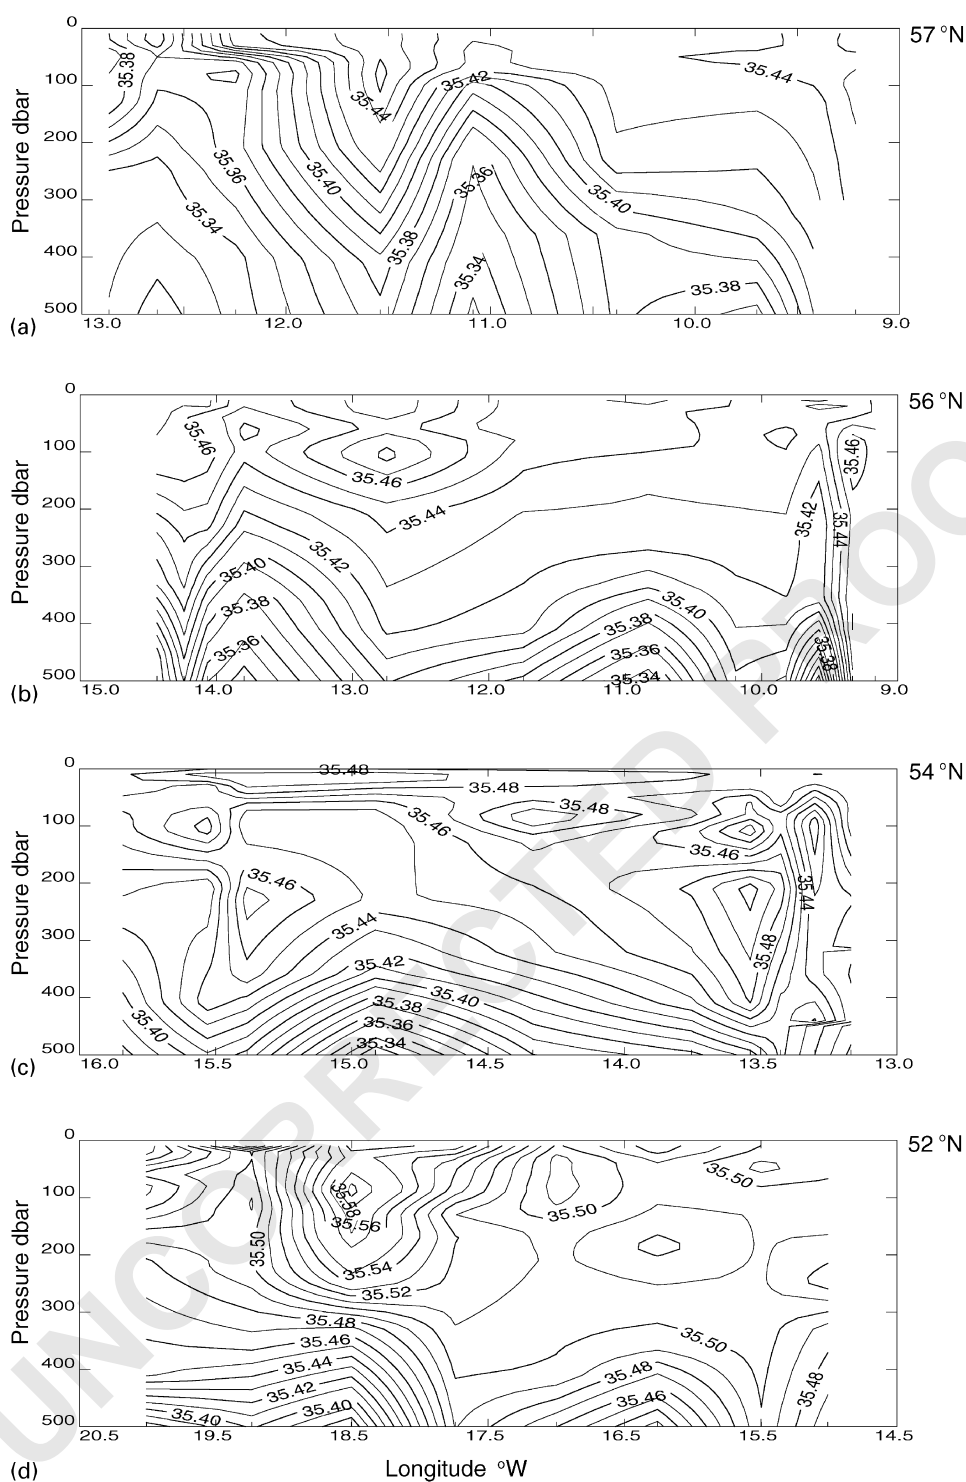 0 57 °N
35.38 35.42 35.44
100 35.44
200 35.36 35.40 35.36 35.40
300 35.34 35.38
400 35.34 35.38
500
Pressure dbar
(a) 13.0 12.0 11.0 10.0 9.0
0 56 °N
35.46 35.46
100 35.46
200 35.44 35.42 35.44
300 35.40 35.42
400 35.38 35.40 35.38
500 35.36 35.36 35.34 35.38
Pressure dbar
(b) 15.0 14.0 13.0 12.0 11.0 10.0 9.0
0 35.48 54 °N
35.48 35.48
100 35.46 35.46
200 35.46 35.44
300 35.44 35.42 35.48
400 35.40 35.38 35.40
500 35.36 35.34
Pressure dbar
(c) 16.0 15.5 15.0 14.5 14.0 13.5 13.0
0 52 °N
35.50
100 35.58 35.50
200 35.50 35.56
300 35.54 35.52
35.48 35.50
400 35.46 35.44 35.48 35.48
35.42 35.40 35.46
500 35.40
Pressure dbar
20.5 19.5 18.5 17.5 16.5 15.5 14.5
(d) Longitude °W
UNCORRECTED PROO